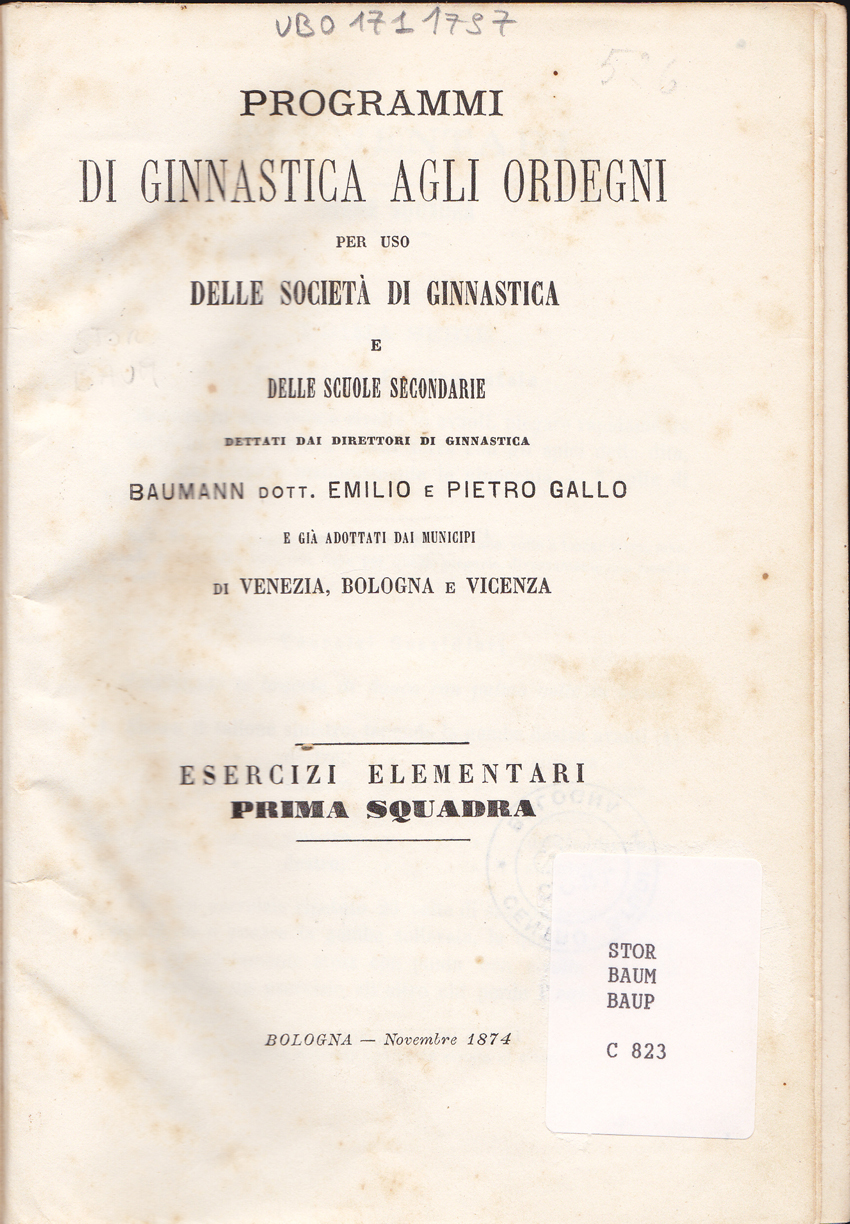 VBO 171 1797
PROGRAMMI
DI GINNASTICA AGLI ORDEGNI
PER USO
DELLE SOCIETÀ DI GINNASTICA
E
DELLE SCUOLE SECONDARIE
DETTATI DAI DIRETTORI DI GINNASTICA
BAUMANN DOTT. EMILIO E PIETRO GALLO
E GIÀ ADOTTATI DAI MUNICIPI
DI VENEZIA, BOLOGNA E VICENZA
ESERCIZI ELEMENTARI
PRIMA SQUADRA
STOR
BAUM
BAUP
C 823
BOLOGNA — Novembre 1874